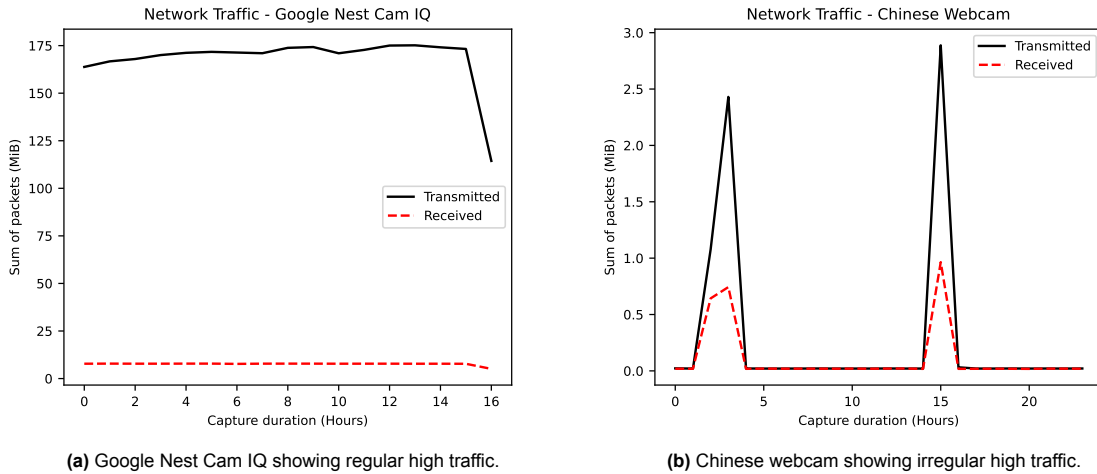 Network Traffic - Google Nest Cam IQ
175
150
125
100
75
50
25
0
Sum of packets (MiB)
Transmitted
Received
0 2 4 6 8 10 12 14 16
Capture duration (Hours)
(a) Google Nest Cam IQ showing regular high traffic.
Network Traffic - Chinese Webcam
3.0
2.5
2.0
1.5
1.0
0.5
0.0
Sum of packets (MiB)
Transmitted
Received
0 5 10 15 20
Capture duration (Hours)
(b) Chinese webcam showing irregular high traffic.